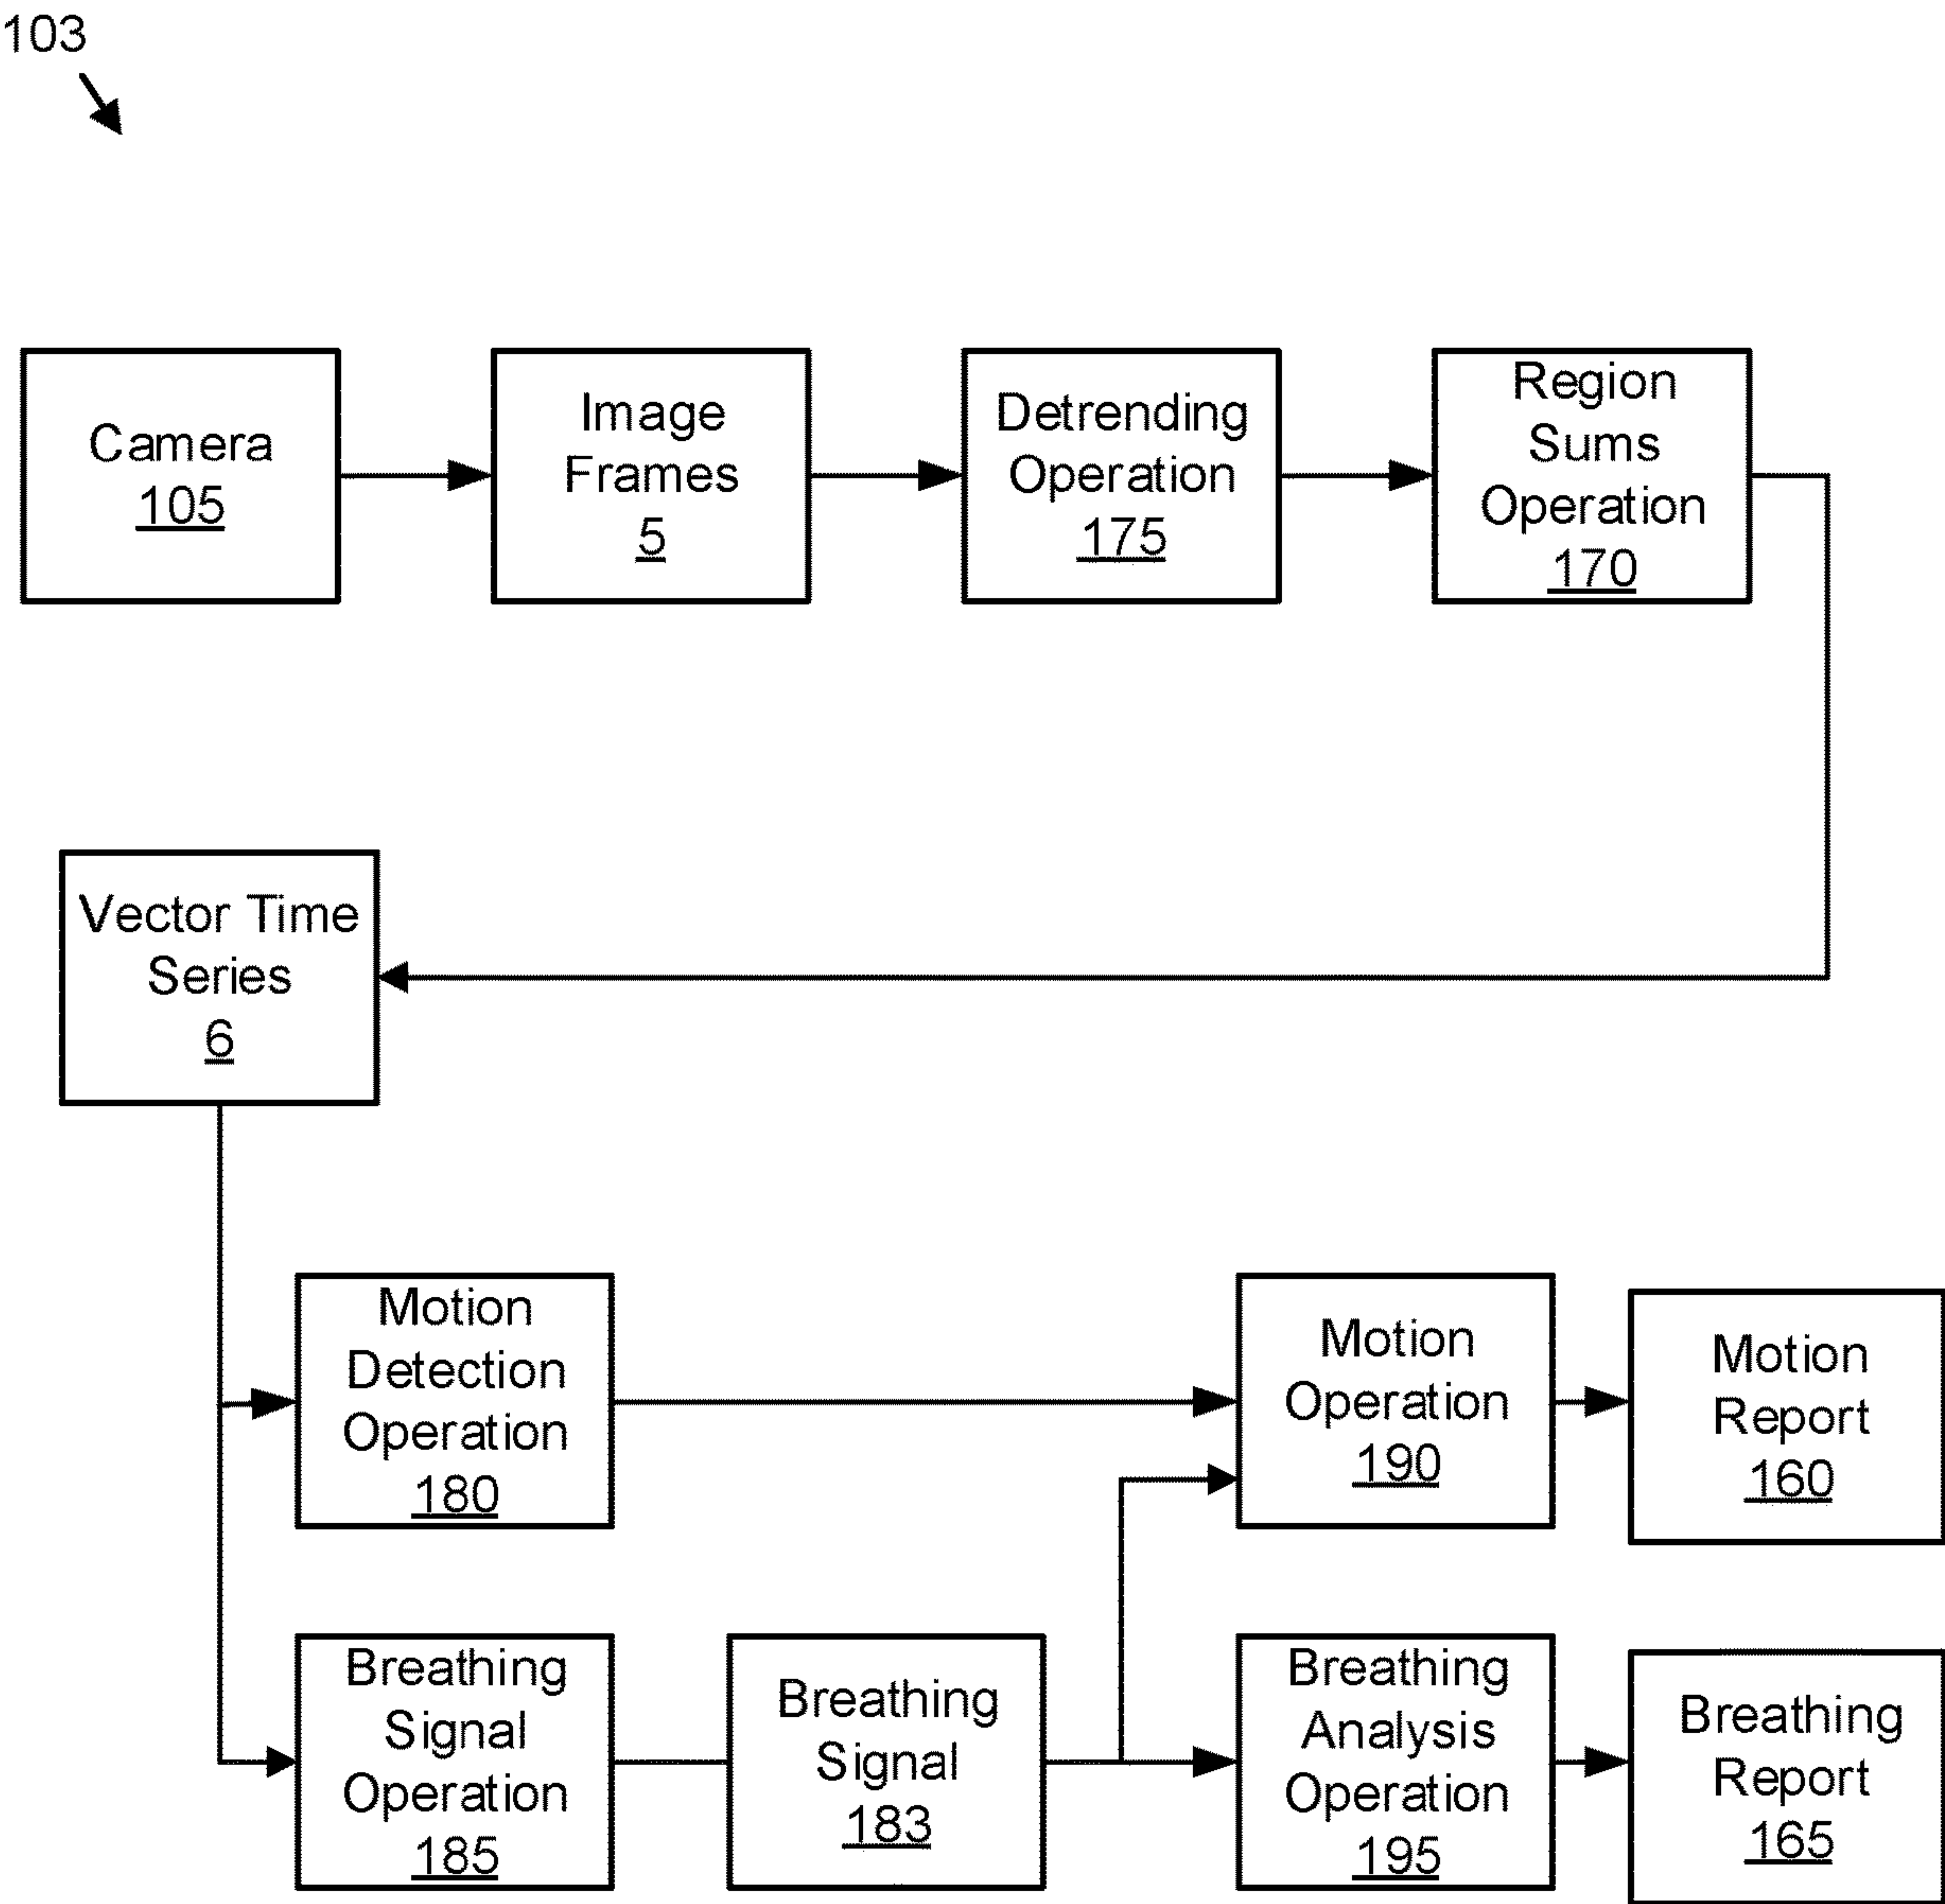 103
Camera
105
Image
Frames
5
Detrending
Operation
175
Region
Sums
Operation
170
Vector Time
Series
6
Motion
Detection
Operation
180
Motion
Operation
190
Motion
Report
160
Breathing
Signal
Operation
185
Breathing
Signal
183
Breathing
Analysis
Operation
195
Breathing
Report
165